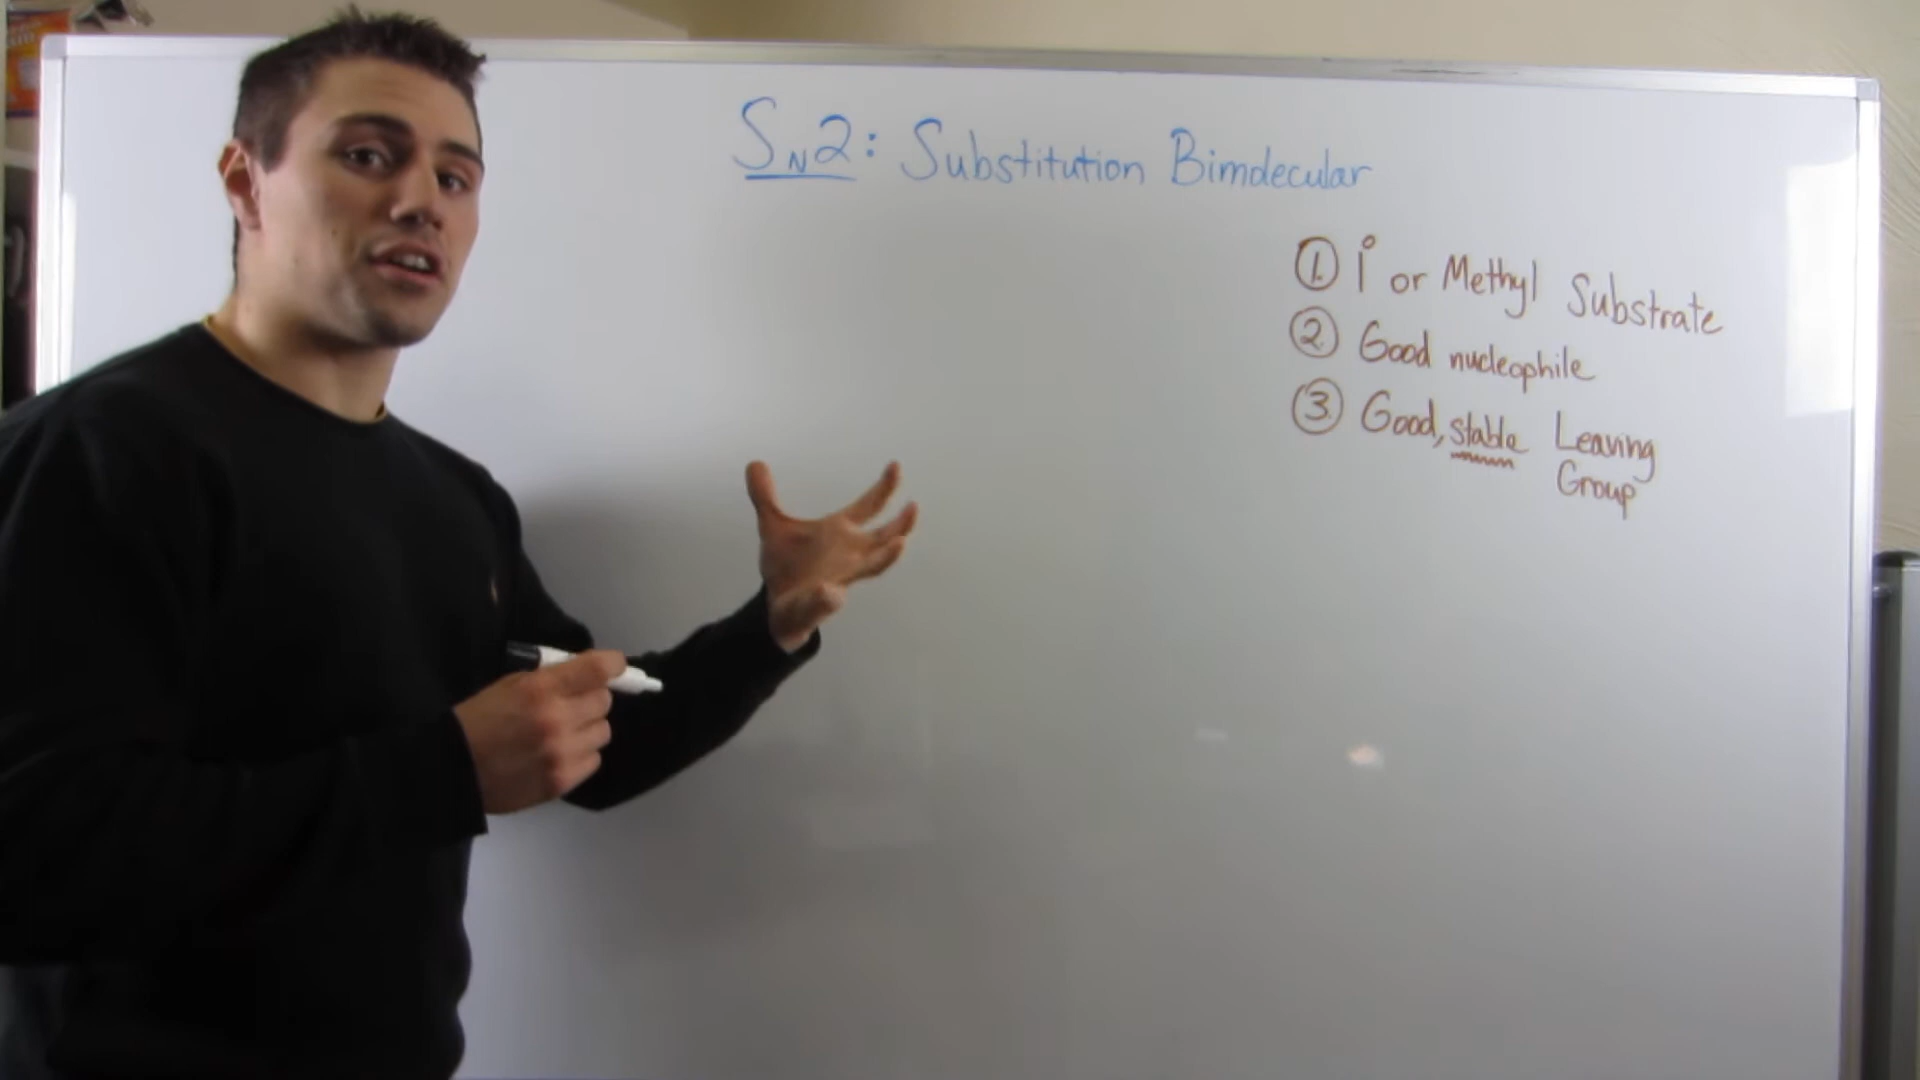 SN2: Substitution Bimolecular
1. 1° or Methyl Substrate
2. Good nucleophile
3. Good, stable Leaving
Group